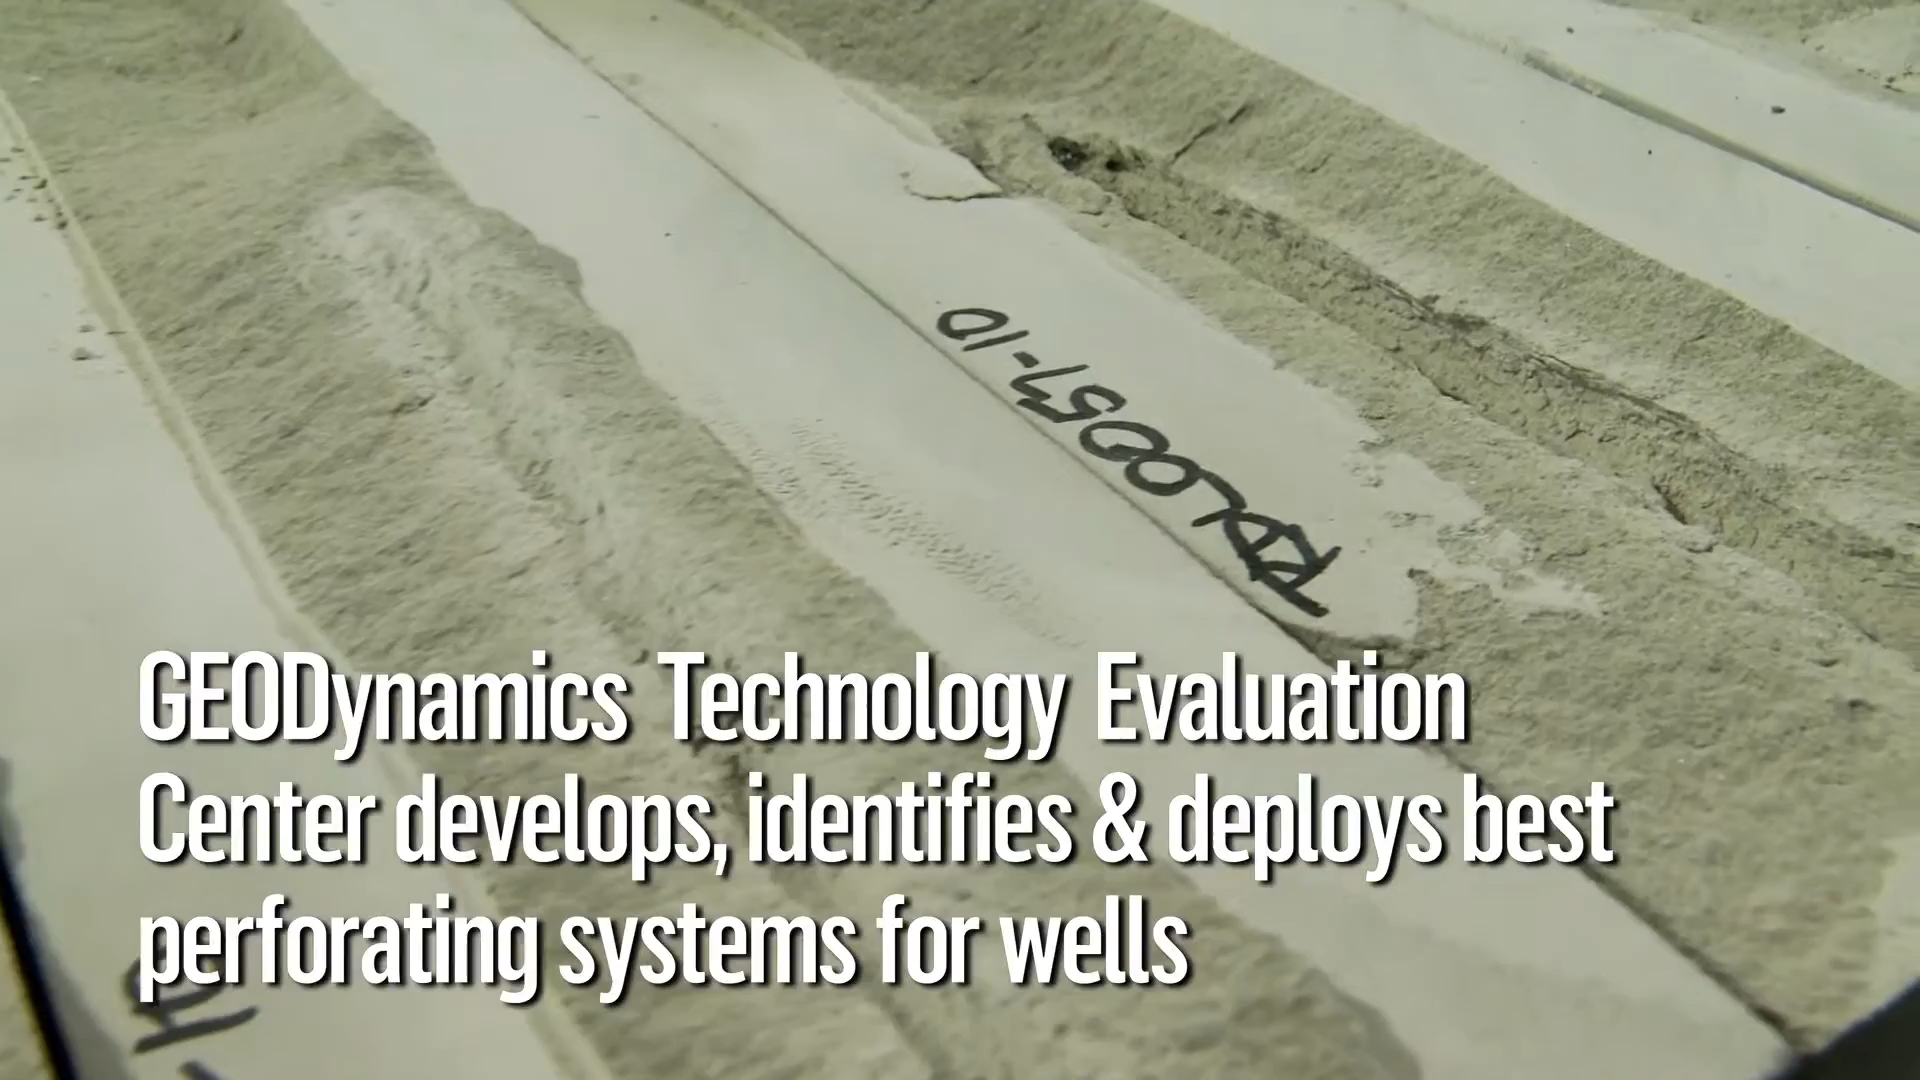 GEODynamics Technology Evaluation
Center develops, identifies & deploys best
perforating systems for wells